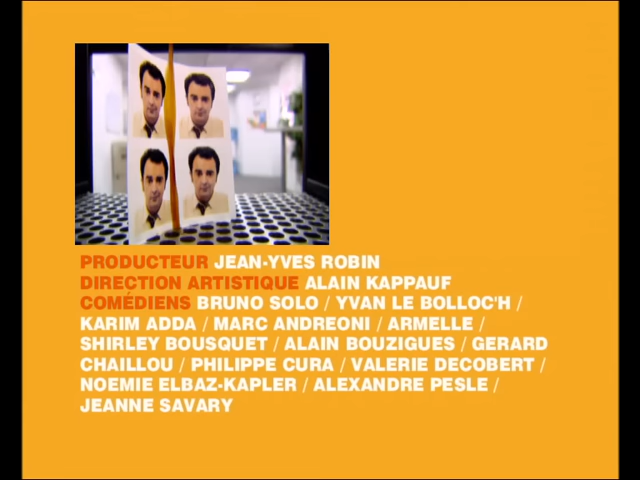 PRODUCTEUR JEAN-YVES ROBIN
DIRECTION ARTISTIQUE ALAIN KAPPAUF
COMÉDIENS BRUNO SOLO / YVAN LE BOLLOC'H /
KARIM ADDA / MARC ANDREONI / ARMELLE /
SHIRLEY BOUSQUET / ALAIN BOUZIGUES / GERARD
CHAILLOU / PHILIPPE CURA / VALERIE DECOBERT /
NOEMIE ELBAZ-KAPLER / ALEXANDRE PESLE /
JEANNE SAVARY